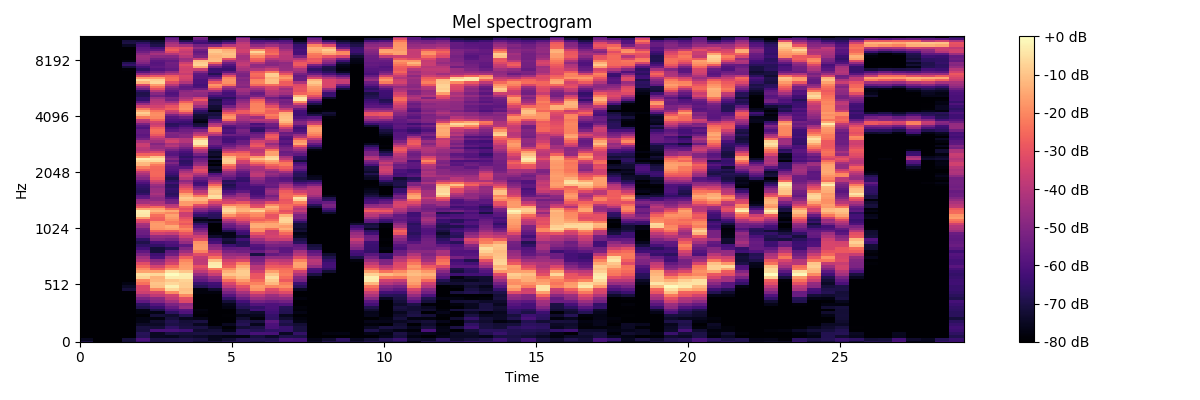 Mel spectrogram
Hz
8192
4096
2048
1024
512
0
0 5 10 15 20 25
Time
+0 dB
-10 dB
-20 dB
-30 dB
-40 dB
-50 dB
-60 dB
-70 dB
-80 dB